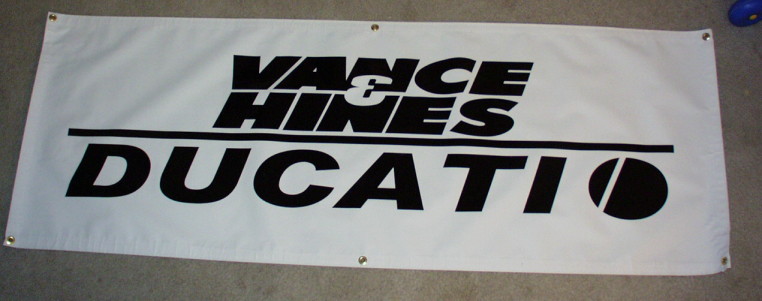 VANCE
&
HINES
DUCATI